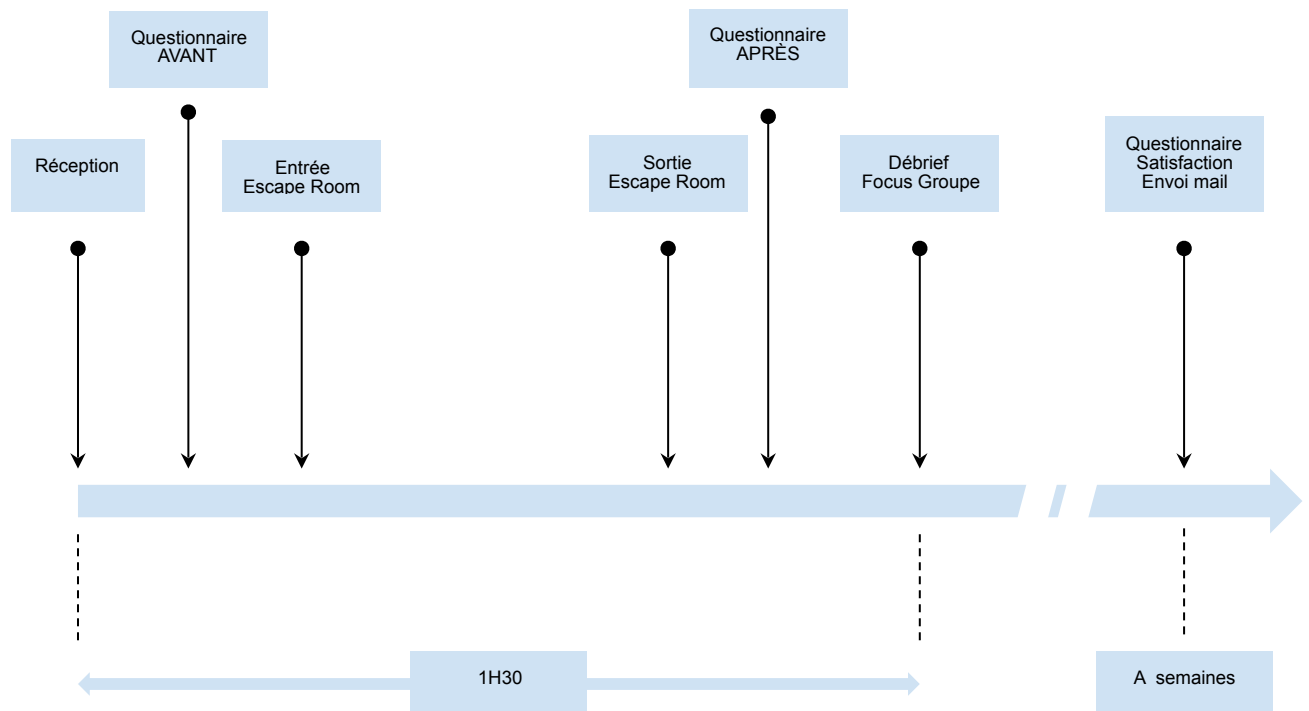 Questionnaire
AVANT
Questionnaire
APRÈS
Réception
Entrée
Escape Room
Sortie
Escape Room
Débrief
Focus Groupe
Questionnaire
Satisfaction
Envoi mail
1H30
A semaines